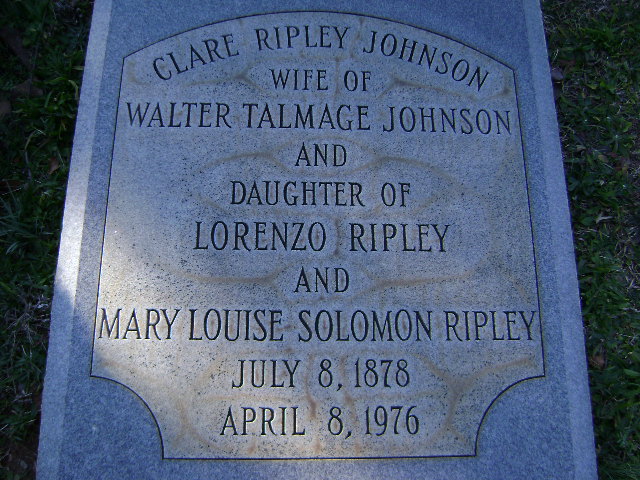 CLARE RIPLEY JOHNSON
WIFE OF
WALTER TALMAGE JOHNSON
AND
DAUGHTER OF
LORENZO RIPLEY
AND
MARY LOUISE SOLOMON RIPLEY
JULY 8, 1878
APRIL 8, 1976